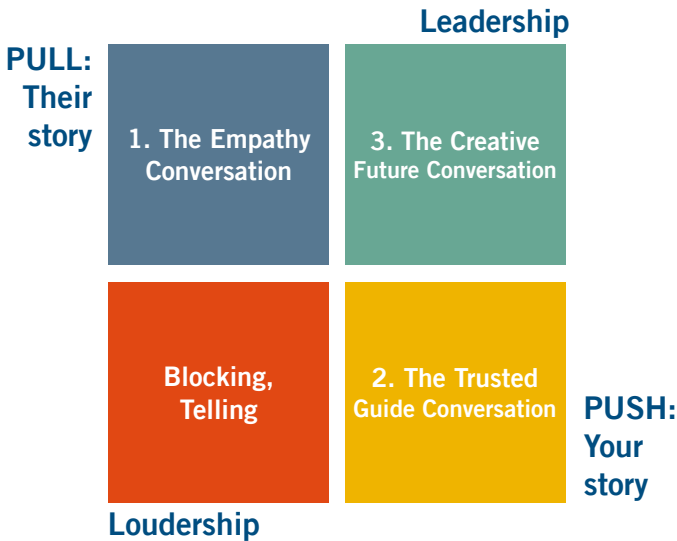 Leadership
PULL:
Their
story
1. The Empathy
Conversation
3. The Creative
Future Conversation
Blocking,
Telling
2. The Trusted
Guide Conversation
PUSH:
Your
story
Loudership